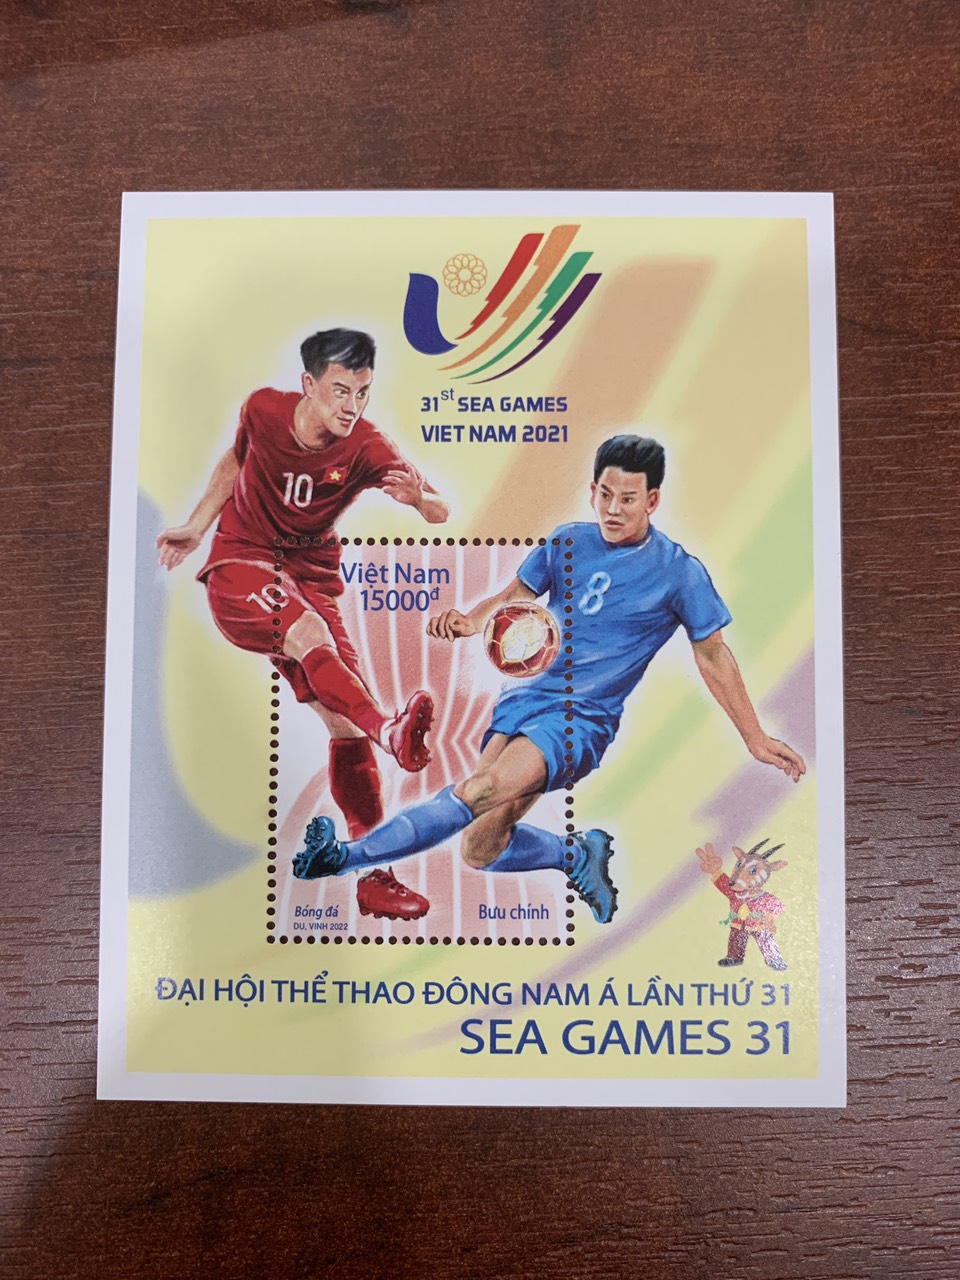 31st SEA GAMES
VIET NAM 2021
10
10
8
Việt Nam
15000đ
Bóng đá
DU, VINH 2022
Bưu chính
ĐẠI HỘI THỂ THAO ĐÔNG NAM Á LẦN THỨ 31
SEA GAMES 31